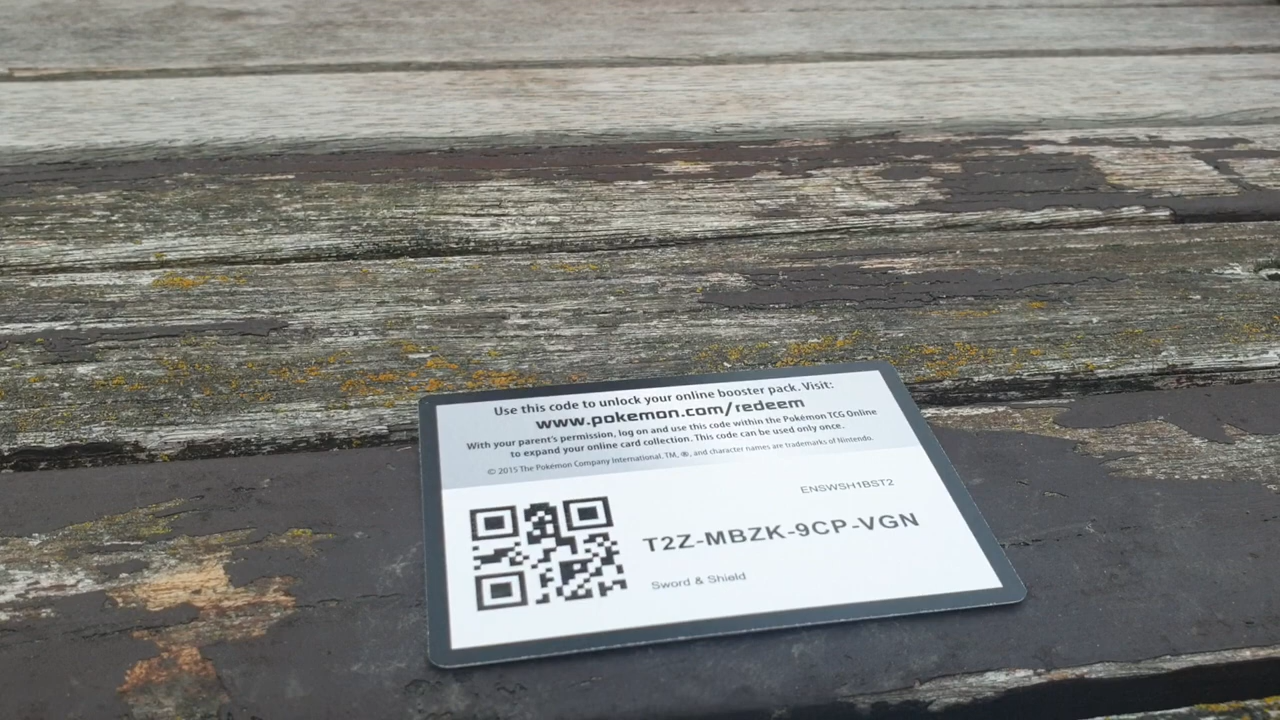 Use this code to unlock your online booster pack. Visit:
www.pokemon.com/redeem
With your parent's permission, log on and use this code within the Pokémon TCG Online
to expand your online card collection. This code can be used only once.
© 2015 The Pokémon Company International. TM, ®, and character names are trademarks of Nintendo.
ENSWSH1BST2
T2Z-MBZK-9CP-VGN
Sword & Shield